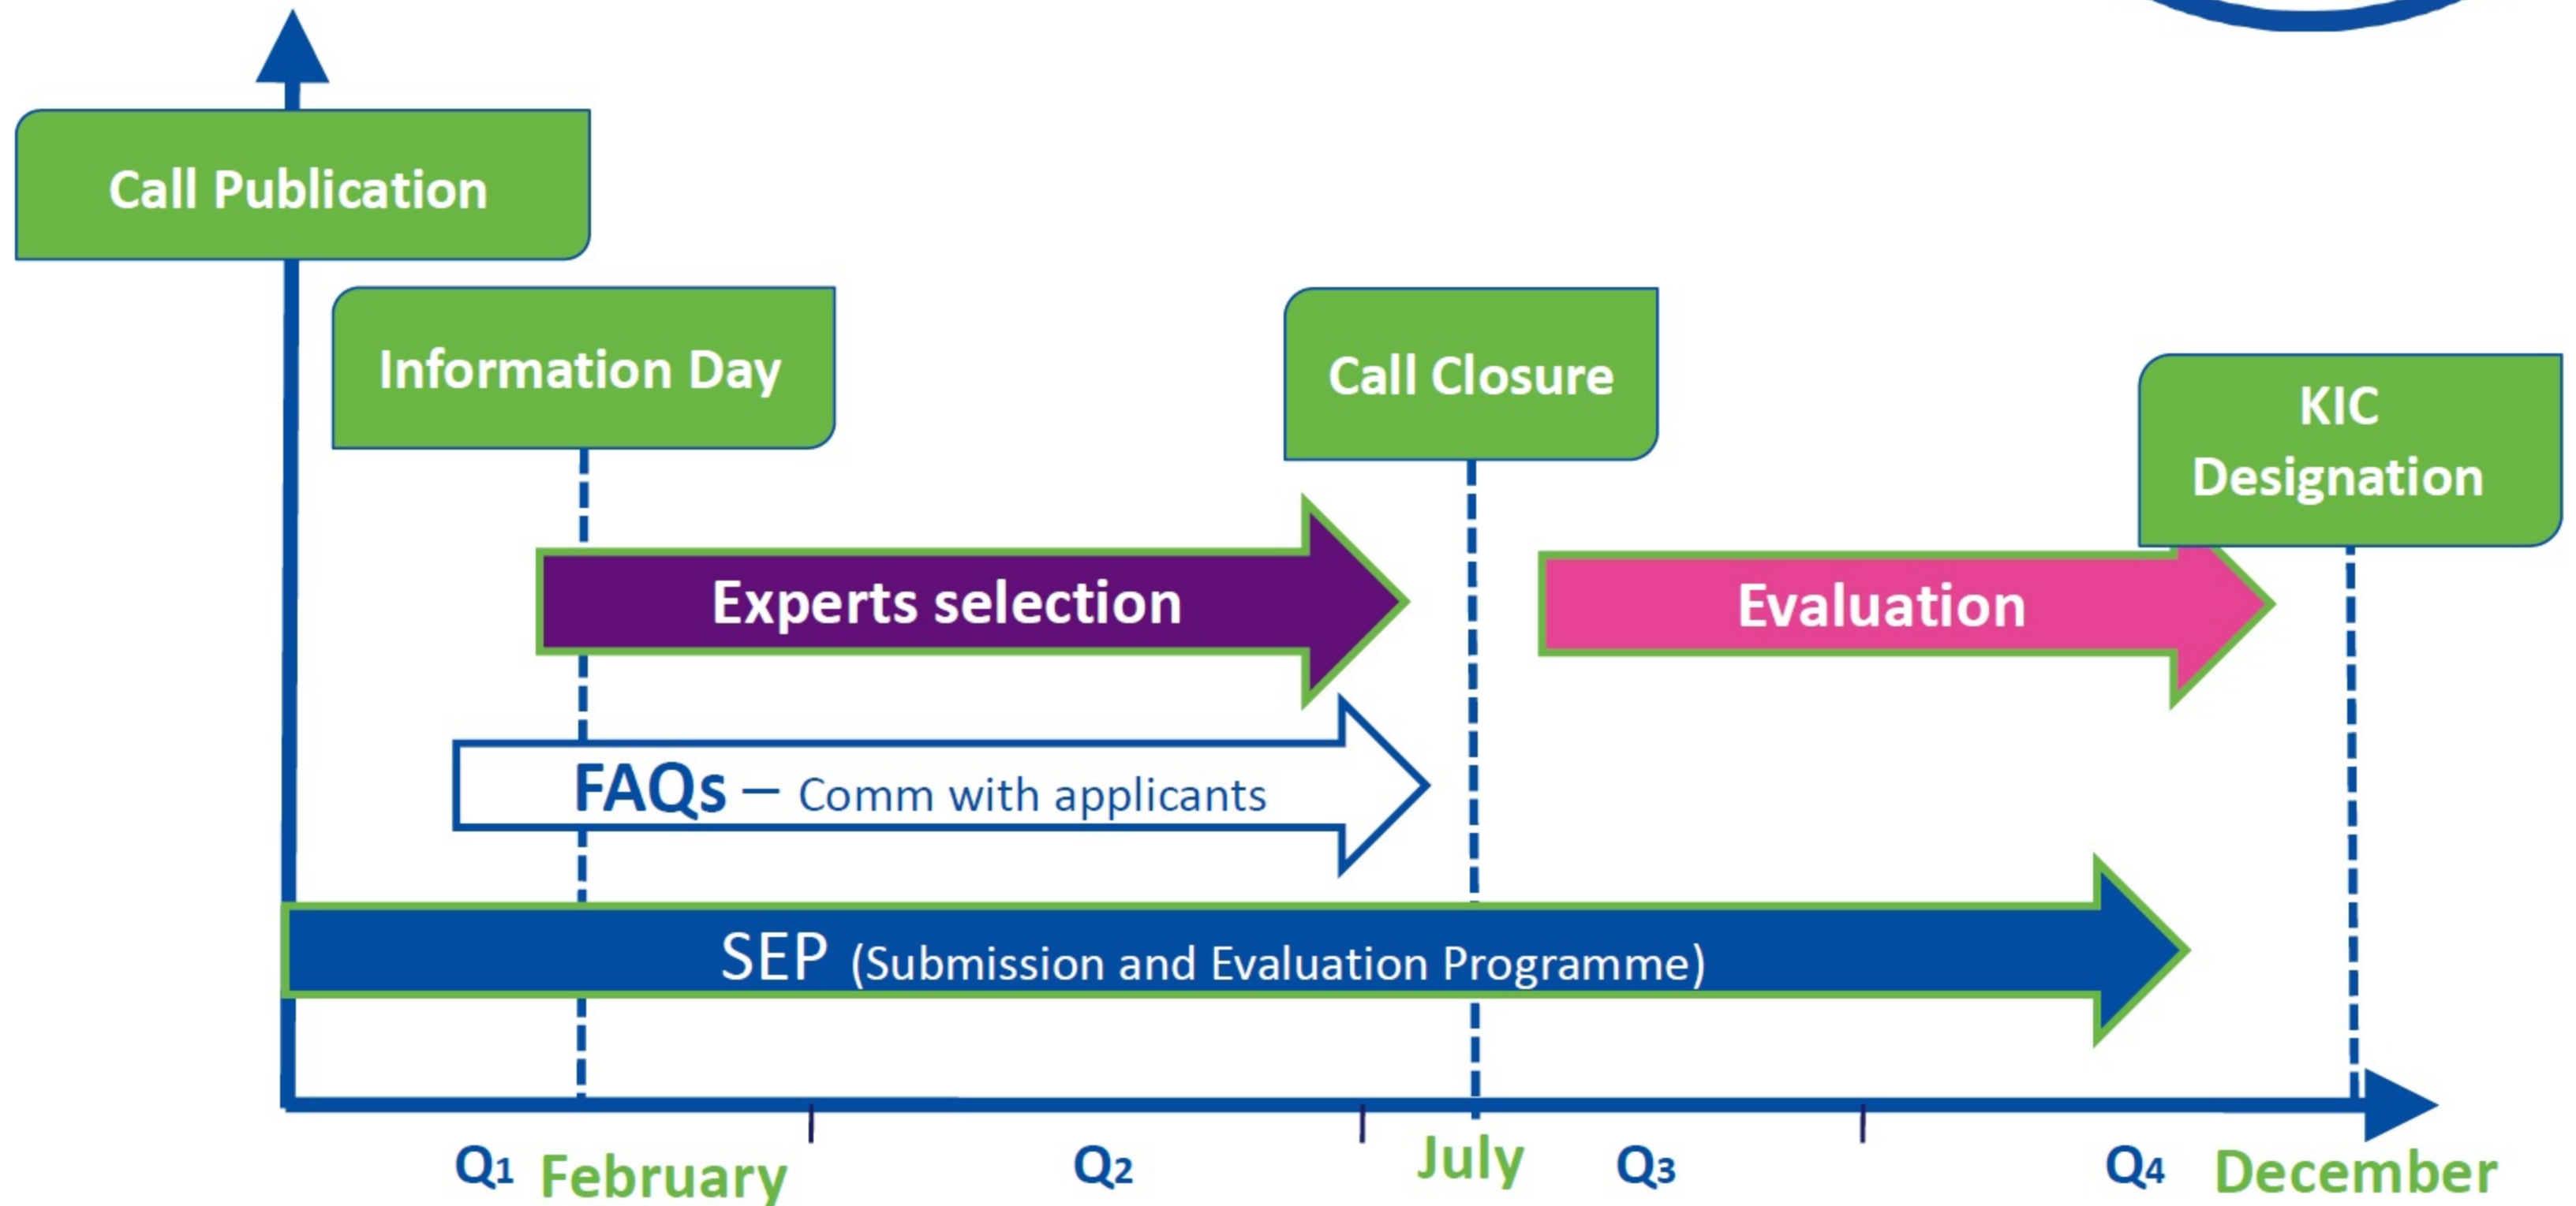 Call Publication
Information Day
Call Closure
KIC
Designation
Experts selection
Evaluation
FAQs – Comm with applicants
SEP (Submission and Evaluation Programme)
Q1 February Q2 July Q3 Q4 December